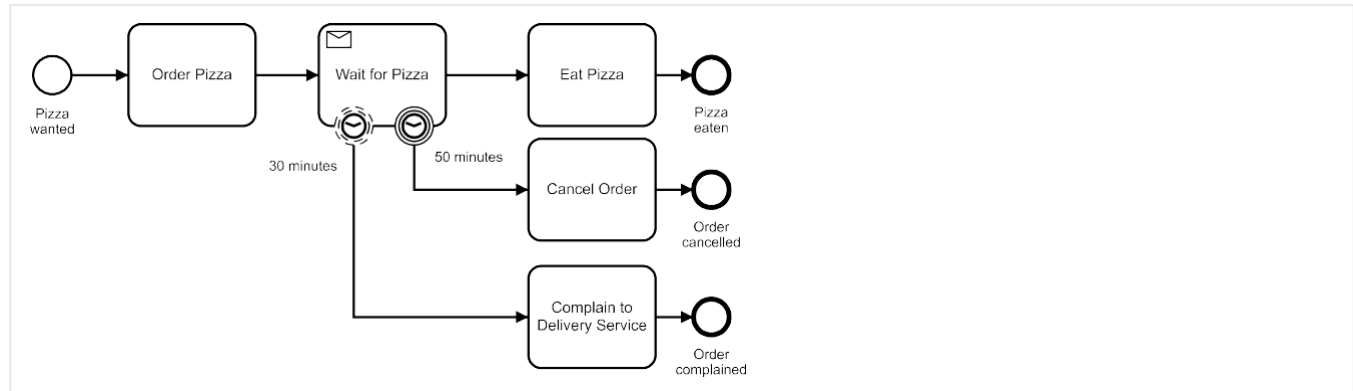 Order Pizza
Wait for Pizza
Eat Pizza
Pizza
wanted
Pizza
eaten
30 minutes
50 minutes
Cancel Order
Order
cancelled
Complain to
Delivery Service
Order
complained